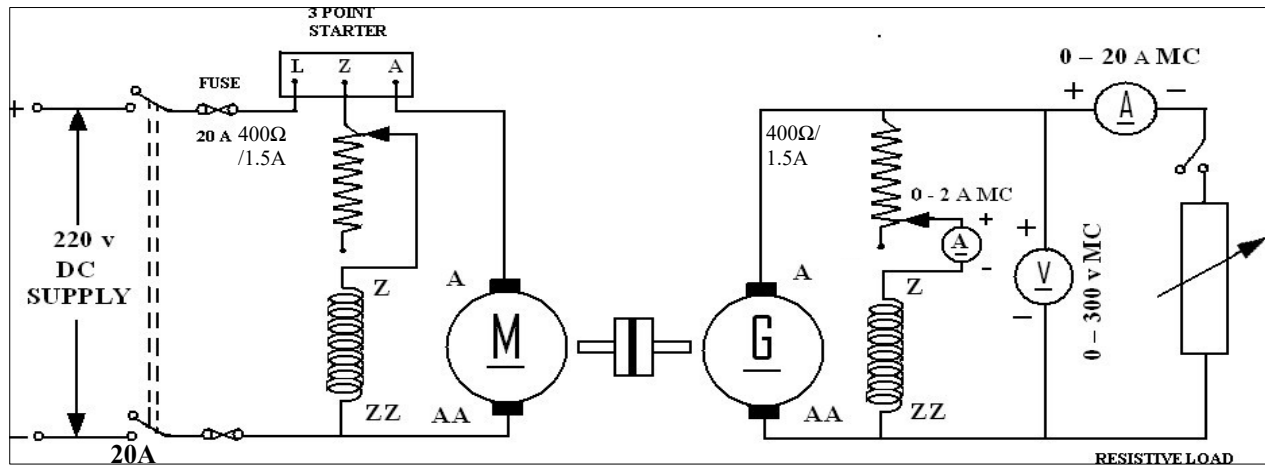 3 POINT
STARTER
L Z A
FUSE
20 A
400Ω
/1.5A
+
220 v
DC
SUPPLY
−
20A
Z
ZZ
A
M
AA
A
G
AA
400Ω/
1.5A
0 - 2 A MC
+
A
-
Z
ZZ
+
V
−
0 – 300 v MC
0 – 20 A MC
+ A −
RESISTIVE LOAD